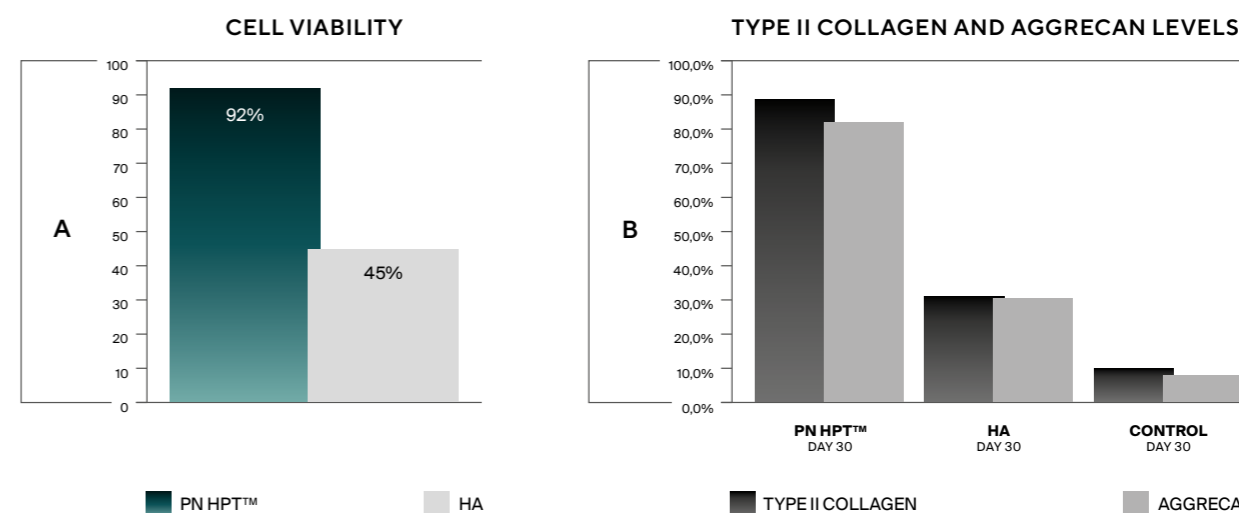 CELL VIABILITY
A
100
90
80
70
60
50
40
30
20
10
0
92%
45%
PN HPT™
HA
TYPE II COLLAGEN AND AGGRECAN LEVELS
B
100,0%
90,0%
80,0%
70,0%
60,0%
50,0%
40,0%
30,0%
20,0%
10,0%
0,0%
PN HPT™
DAY 30
HA
DAY 30
CONTROL
DAY 30
TYPE II COLLAGEN
AGGRECA